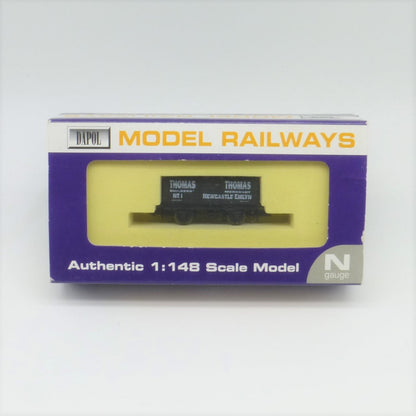 DAPOL
MODEL RAILWAYS
THOMAS THOMAS
No 1 NEWCASTLE EMLYN
Authentic 1:148 Scale Model
N
gauge